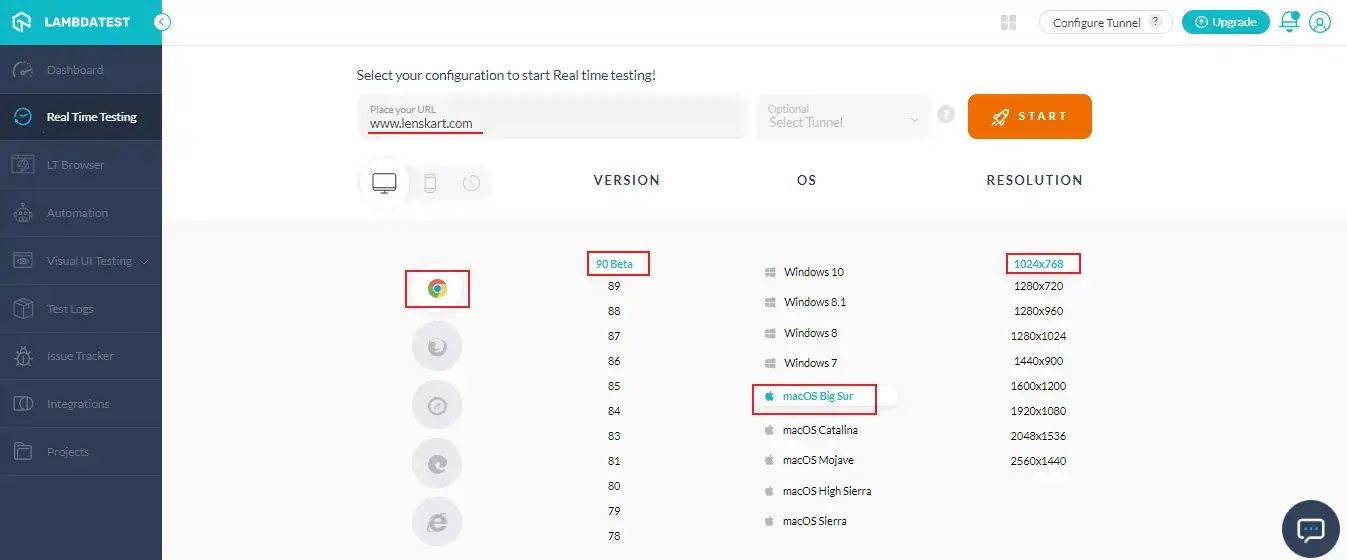 LAMBDATEST
Configure Tunnel ?
Upgrade
Dashboard
Real Time Testing
LT Browser
Automation
Visual UI Testing
Test Logs
Issue Tracker
Integrations
Projects
Select your configuration to start Real time testing!
Place your URL
www.lenskart.com
Optional
Select Tunnel
?
START
VERSION
OS
RESOLUTION
90 Beta
89
88
87
86
85
84
83
81
80
79
78
Windows 10
Windows 8.1
Windows 8
Windows 7
macOS Big Sur
macOS Catalina
macOS Mojave
macOS High Sierra
macOS Sierra
1024x768
1280x720
1280x960
1280x1024
1440x900
1600x1200
1920x1080
2048x1536
2560x1440